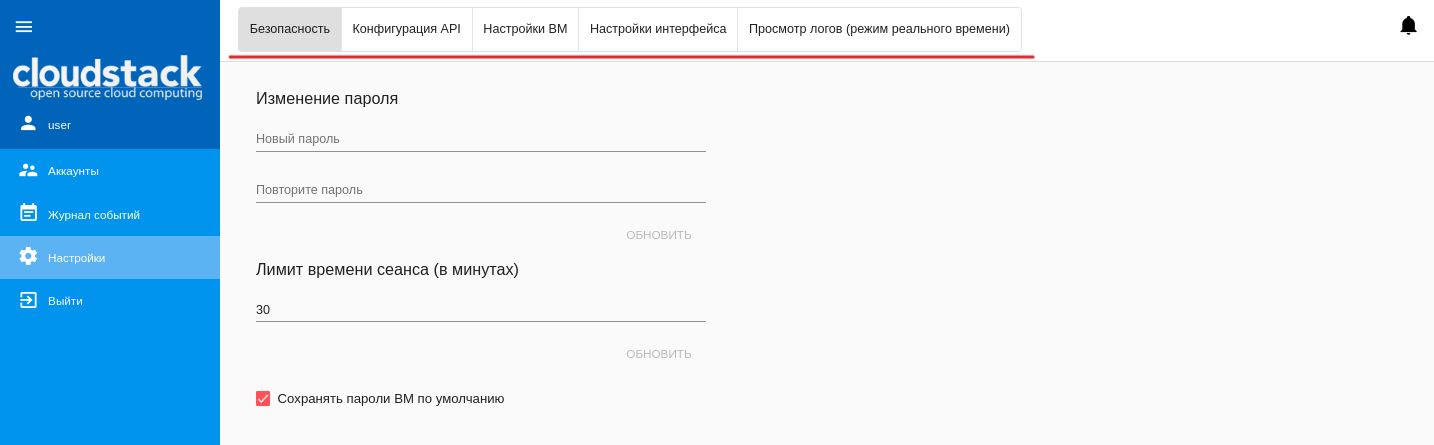 Безопасность Конфигурация API Настройки ВМ Настройки интерфейса Просмотр логов (режим реального времени)
cloudstack
open source cloud computing
user
Аккаунты
Журнал событий
Настройки
Выйти
Изменение пароля
Новый пароль
Повторите пароль
ОБНОВИТЬ
Лимит времени сеанса (в минутах)
30
ОБНОВИТЬ
Сохранять пароли ВМ по умолчанию